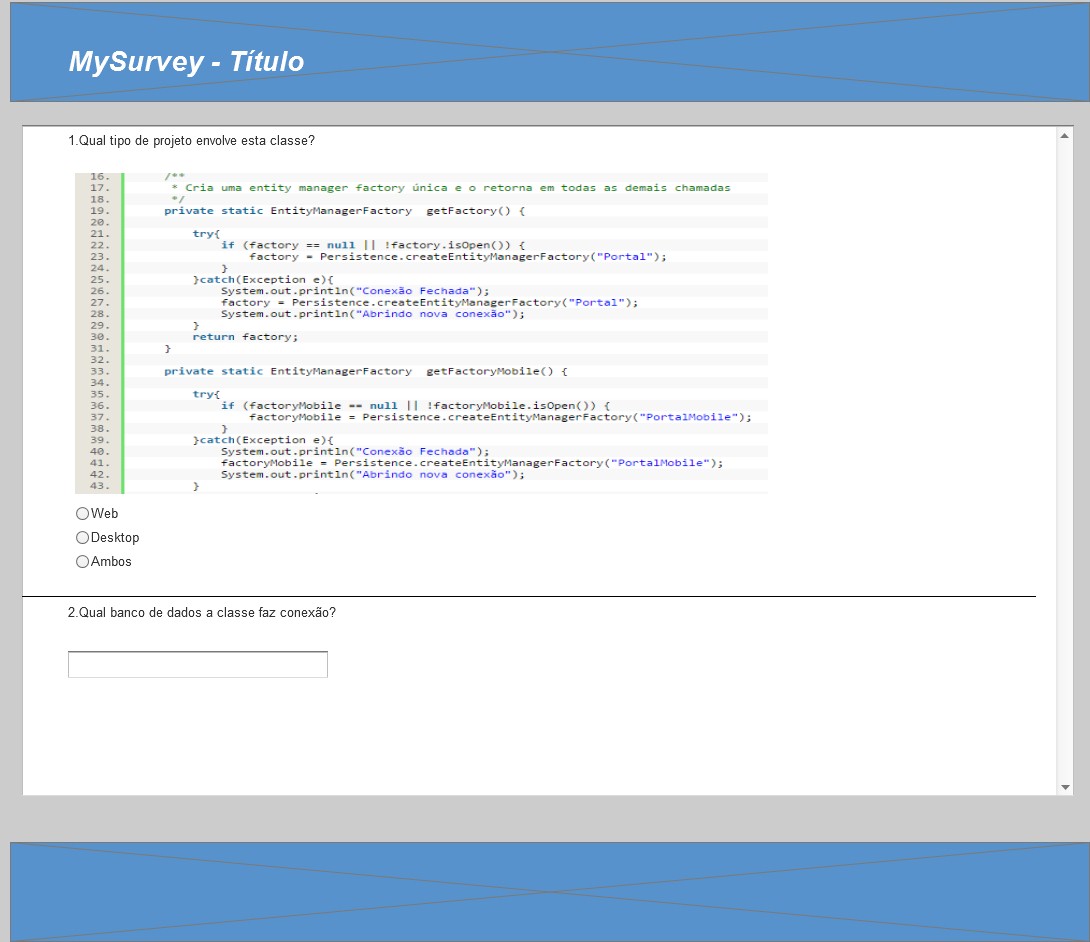 MySurvey - Título
1.Qual tipo de projeto envolve esta classe?
16. /**
17. * Cria uma entity manager factory única e o retorna em todas as demais chamadas
18. */
19. private static EntityManagerFactory getFactory() {
20.
21. try{
22. if (factory == null || !factory.isOpen()) {
23. factory = Persistence.createEntityManagerFactory("Portal");
24. }
25. }catch(Exception e){
26. System.out.println("Conexão Fechada");
27. factory = Persistence.createEntityManagerFactory("Portal");
28. System.out.println("Abrindo nova conexão");
29. }
30. return factory;
31. }
32.
33. private static EntityManagerFactory getFactoryMobile() {
34.
35. try{
36. if (factoryMobile == null || !factoryMobile.isOpen()) {
37. factoryMobile = Persistence.createEntityManagerFactory("PortalMobile");
38. }
39. }catch(Exception e){
40. System.out.println("Conexão Fechada");
41. factoryMobile = Persistence.createEntityManagerFactory("PortalMobile");
42. System.out.println("Abrindo nova conexão");
43. }
Web
Desktop
Ambos
2.Qual banco de dados a classe faz conexão?